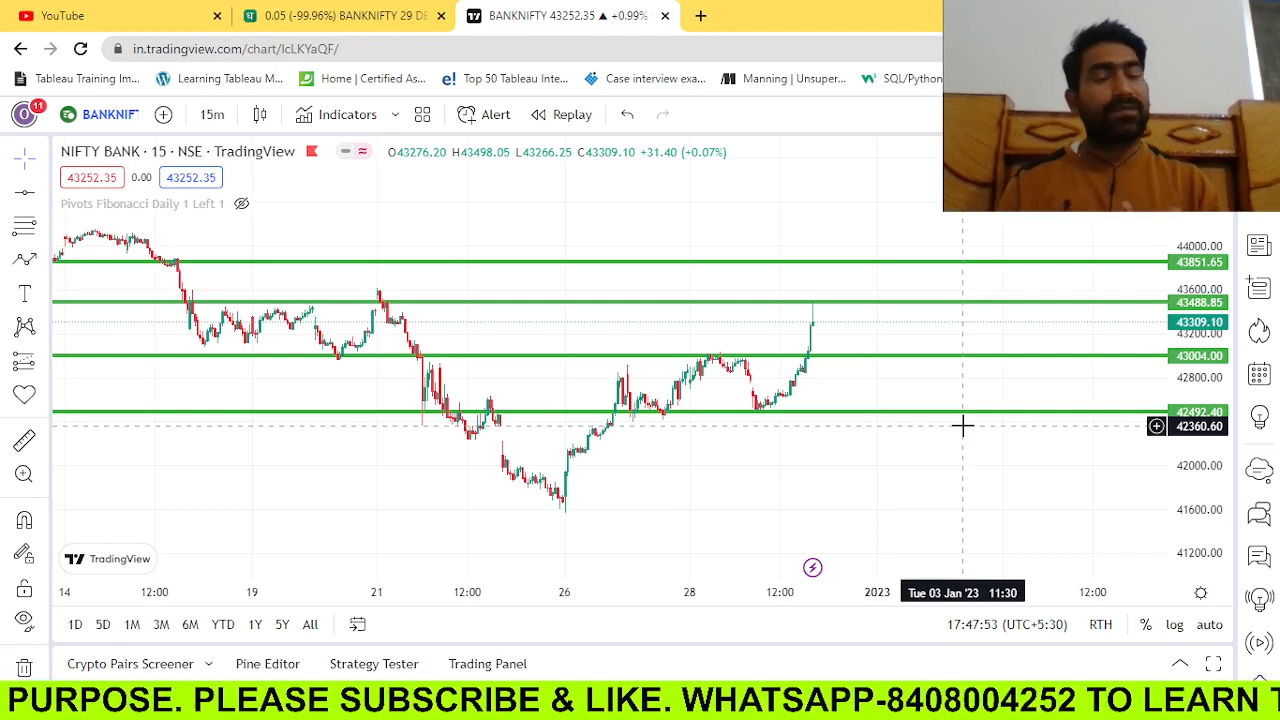 YouTube
0.05 (-99.96%) BANKNIFTY 29 DE
BANKNIFTY 43252.35 ▲ +0.99%
in.tradingview.com/chart/IcLKYaQF/
Tableau Training Im...
Learning Tableau M...
Home | Certified As...
Top 50 Tableau Inte...
Case interview exa...
Manning | Unsuper...
SQL/Python
O
11
BANKNIF
15m
Indicators
Alert
Replay
NIFTY BANK · 15 · NSE · TradingView
O43276.20 H43498.05 L43266.25 C43309.10 +31.40 (+0.07%)
43252.35
0.00
43252.35
Pivots Fibonacci Daily 1 Left 1
44000.00
43851.65
43600.00
43488.85
43309.10
43200.00
43004.00
42800.00
42492.40
42360.60
42000.00
41600.00
41200.00
TradingView
14
12:00
19
21
12:00
26
28
12:00
2023
Tue 03 Jan '23 11:30
12:00
1D 5D 1M 3M 6M YTD 1Y 5Y All
17:47:53 (UTC+5:30)
RTH
%
log
auto
Crypto Pairs Screener
Pine Editor
Strategy Tester
Trading Panel
PURPOSE. PLEASE SUBSCRIBE & LIKE. WHATSAPP-8408004252 TO LEARN T